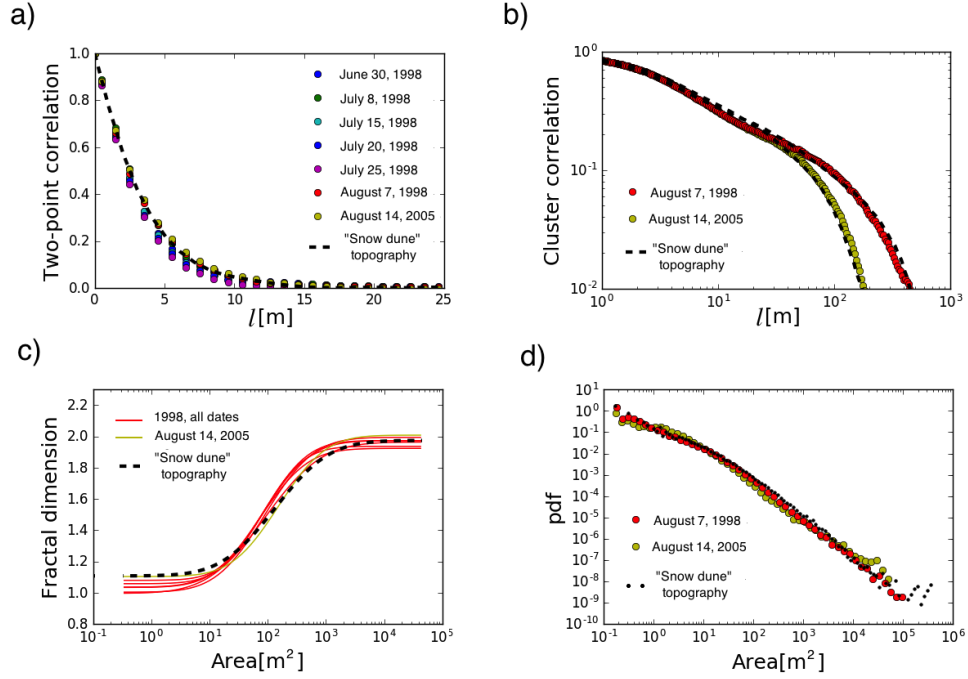 a)
Two-point correlation
1.0
0.8
0.6
0.4
0.2
0.0
0
5
10
15
20
25
l[m]
June 30, 1998
July 8, 1998
July 15, 1998
July 20, 1998
July 25, 1998
August 7, 1998
August 14, 2005
"Snow dune"
topography
b)
Cluster correlation
10^0
10^-1
10^-2
10^0
10^1
10^2
10^3
l[m]
August 7, 1998
August 14, 2005
"Snow dune"
topography
c)
Fractal dimension
2.2
2.0
1.8
1.6
1.4
1.2
1.0
0.8
10^-1
10^0
10^1
10^2
10^3
10^4
10^5
Area[m^2]
1998, all dates
August 14, 2005
"Snow dune"
topography
d)
pdf
10^1
10^0
10^-1
10^-2
10^-3
10^-4
10^-5
10^-6
10^-7
10^-8
10^-9
10^-10
10^-1
10^0
10^1
10^2
10^3
10^4
10^5
10^6
Area[m^2]
August 7, 1998
August 14, 2005
"Snow dune"
topography